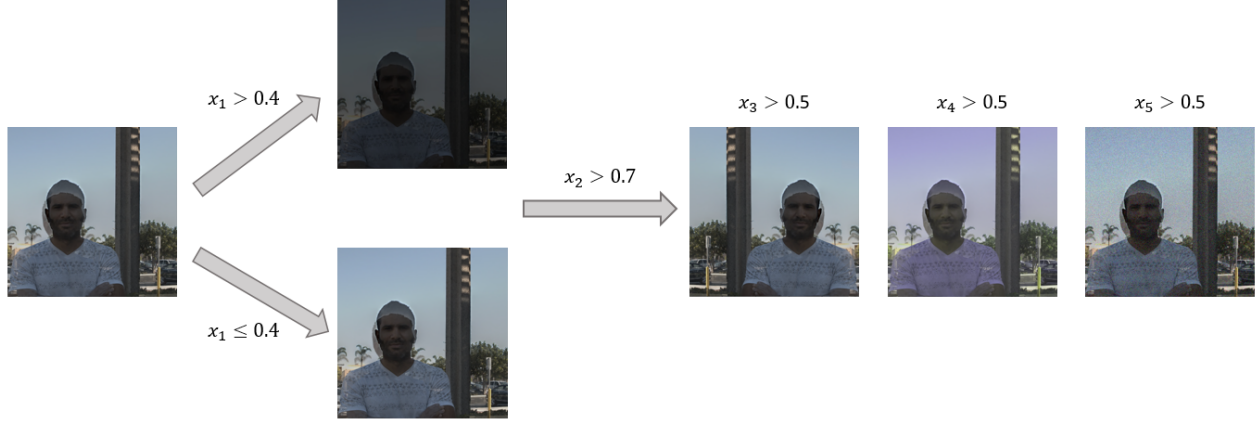 x₁ > 0.4
x₁ ≤ 0.4
x₂ > 0.7
x₃ > 0.5
x₄ > 0.5
x₅ > 0.5